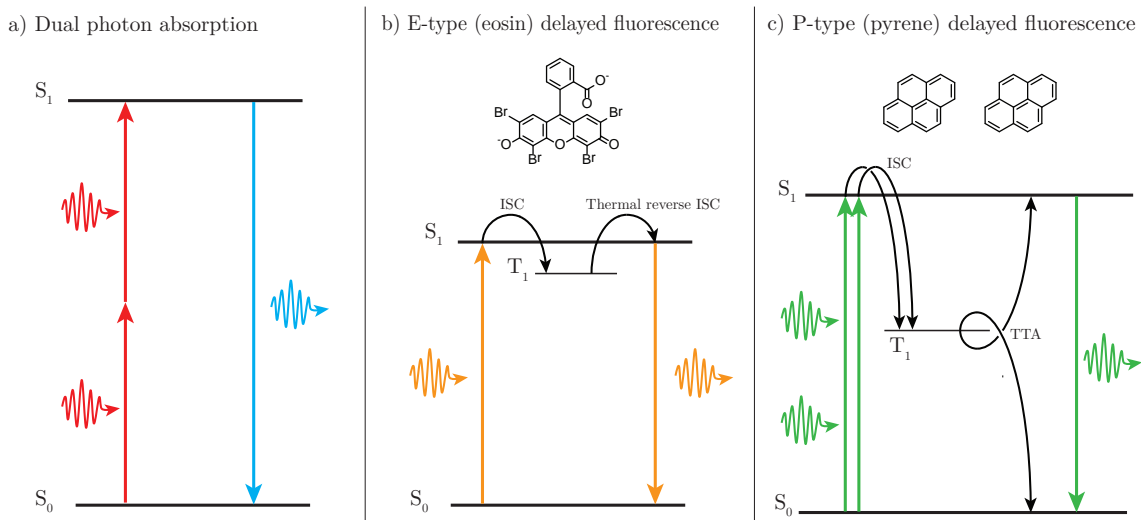 a) Dual photon absorption
S1
S0
b) E-type (eosin) delayed fluorescence
O-
O
Br
Br
-O
O
O
Br
Br
ISC
Thermal reverse ISC
S1
T1
S0
c) P-type (pyrene) delayed fluorescence
ISC
S1
T1
TTA
S0